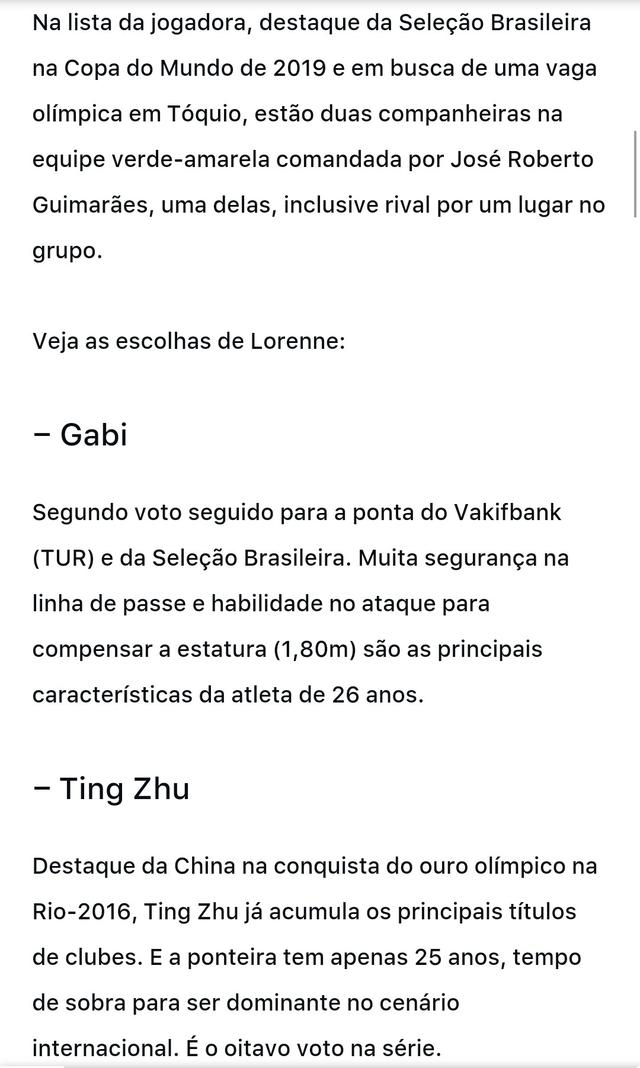 Na lista da jogadora, destaque da Seleção Brasileira
na Copa do Mundo de 2019 e em busca de uma vaga
olímpica em Tóquio, estão duas companheiras na
equipe verde-amarela comandada por José Roberto
Guimarães, uma delas, inclusive rival por um lugar no
grupo.
Veja as escolhas de Lorenne:
– Gabi
Segundo voto seguido para a ponta do Vakifbank
(TUR) e da Seleção Brasileira. Muita segurança na
linha de passe e habilidade no ataque para
compensar a estatura (1,80m) são as principais
características da atleta de 26 anos.
– Ting Zhu
Destaque da China na conquista do ouro olímpico na
Rio-2016, Ting Zhu já acumula os principais títulos
de clubes. E a ponteira tem apenas 25 anos, tempo
de sobra para ser dominante no cenário
internacional. É o oitavo voto na série.